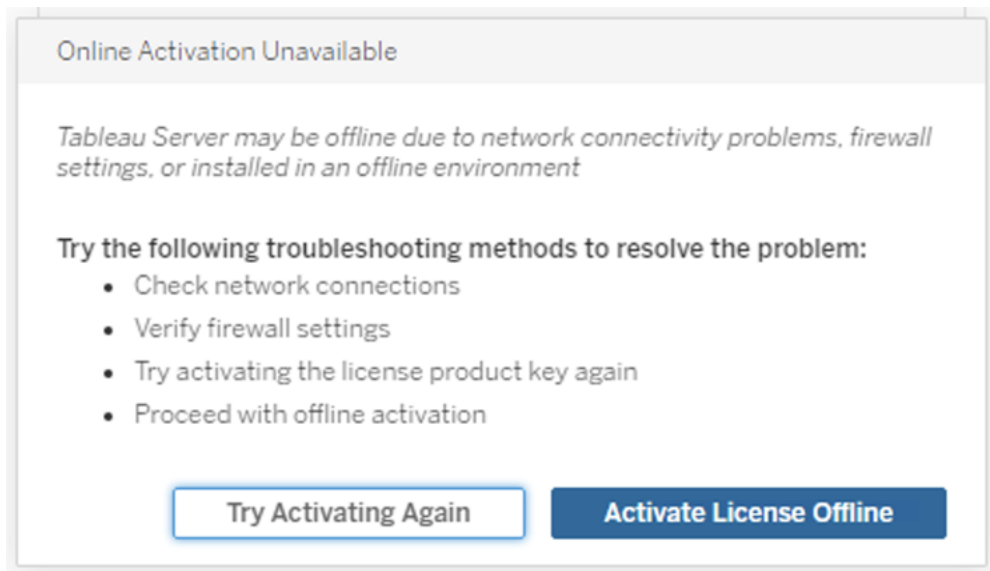 Online Activation Unavailable
Tableau Server may be offline due to network connectivity problems, firewall
settings, or installed in an offline environment
Try the following troubleshooting methods to resolve the problem:
• Check network connections
• Verify firewall settings
• Try activating the license product key again
• Proceed with offline activation
Try Activating Again
Activate License Offline